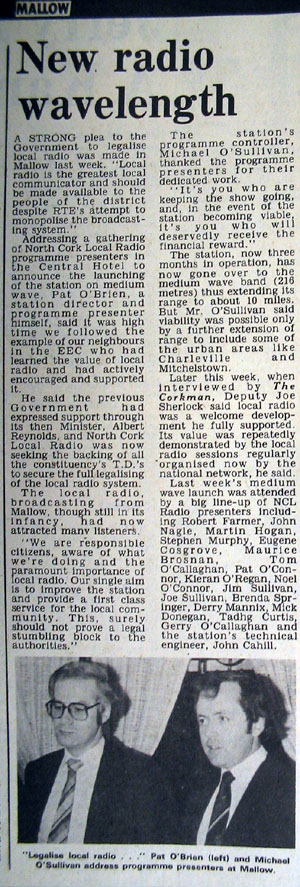 MALLOW
New radio
wavelength
A STRONG plea to the
Government to legalise
local radio was made in
Mallow last week. "Local
radio is the greatest local
communicator and should
be made available to the
people of the district
despite RTE's attempt to
monopolise the broadcast-
ing system."
Addressing a gathering
of North Cork Local Radio
programme presenters in
the Central Hotel to
announce the launching
of the station on medium
wave, Pat O'Brien, a
station director and
programme presenter
himself, said it was high
time we followed the
example of our neighbours
in the EEC who had
learned the value of local
radio and had actively
encouraged and supported
it.
He said the previous
Government had
expressed support through
its then Minister, Albert
Reynolds, and North Cork
Local Radio was now
seeking the backing of all
the constituency's T.D.'s
to secure the full legalising
of the local radio system.
The local radio,
broadcasting from
Mallow, though still in its
infancy, had now
attracted many listeners.
"We are responsible
citizens, aware of what
we're doing and the
paramount importance of
local radio. Our single aim
is to improve the station
and provide a first class
service for the local com-
munity. This, surely
should not prove a legal
stumbling block to the
authorities."
The station's
programme controller,
Michael O'Sullivan,
thanked the programme
presenters for their
dedicated work.
"It's you who are
keeping the show going,
and, in the event of the
station becoming viable,
it's you who will
deservedly receive the
financial reward."
The station, now three
months in operation, has
now gone over to the
medium wave band (216
metres) thus extending its
range to about 10 miles.
But Mr. O'Sullivan said
viability was possible only
by a further extension of
range to include some of
the urban areas like
Charleville and
Mitchelstown.
Later this week, when
interviewed by The
Corkman, Deputy Joe
Sherlock said local radio
was a welcome develop-
ment he fully supported.
Its value was repeatedly
demonstrated by the local
radio sessions regularly
organised now by the
national network, he said.
Last week's medium
wave launch was attended
by a big line-up of NCL
Radio presenters includ-
ing Robert Farmer, John
Nagle, Martin Hogan,
Stephen Murphy, Eugene
Cosgrove, Maurice
Brosnan, Tom
O'Callaghan, Pat O'Con-
nor, Kieran O'Regan, Noel
O'Connor, Jim Sullivan,
Joe Sullivan, Brenda Spr-
inger, Derry Mannix, Mick
Donegan, Tadhg Curtis,
Gerry O'Callaghan and
the station's technical
engineer, John Cahill.
"Legalise local radio . . ." Pat O'Brien (left) and Michael
O'Sullivan address programme presenters at Mallow.